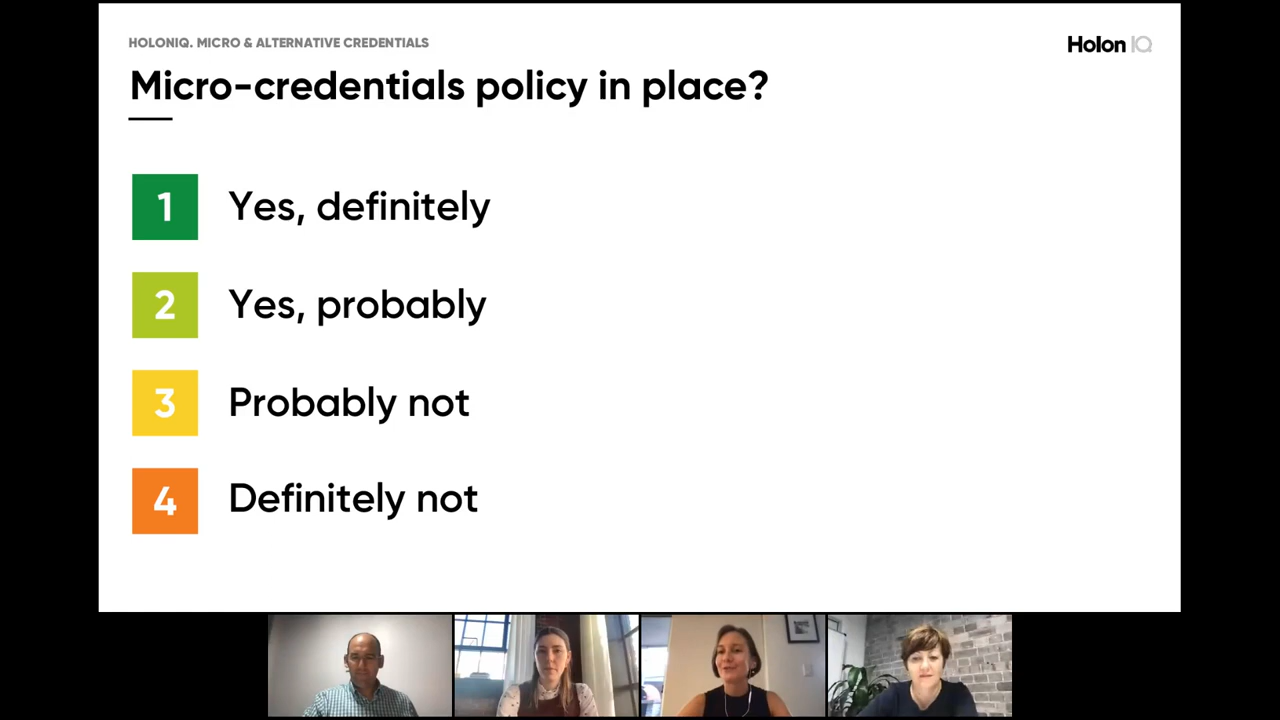 HOLONIQ. MICRO & ALTERNATIVE CREDENTIALS
Holon IQ
Micro-credentials policy in place?
1 Yes, definitely
2 Yes, probably
3 Probably not
4 Definitely not